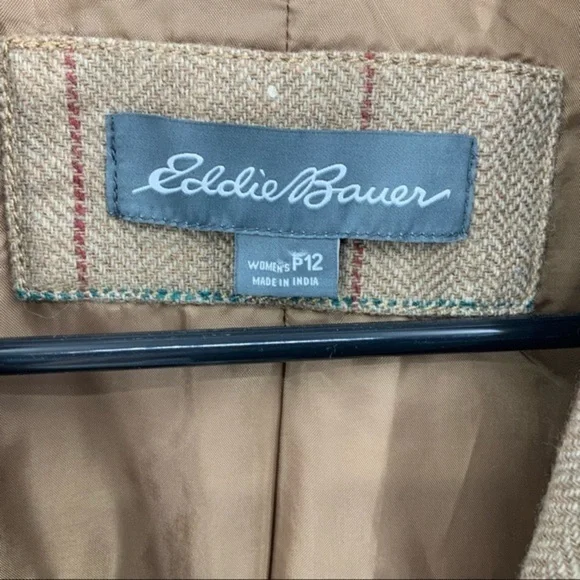 Eddie Bauer
WOMEN'S P12
MADE IN INDIA